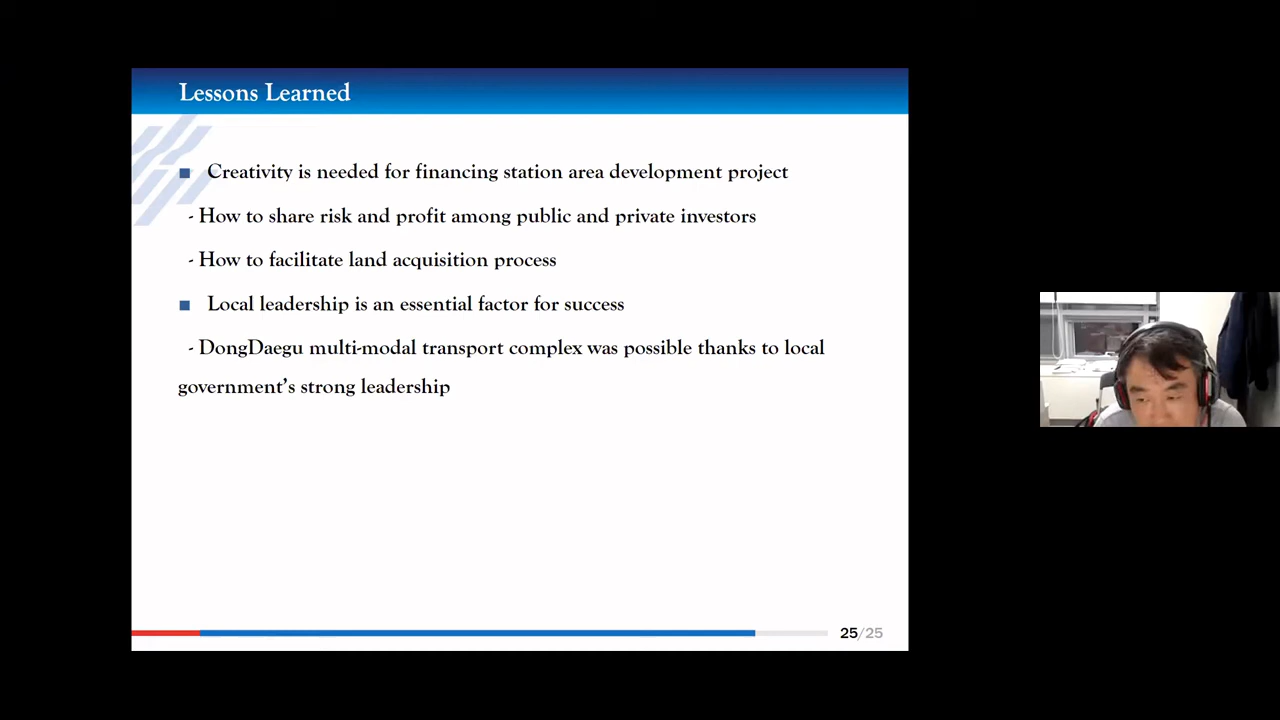 Lessons Learned
■ Creativity is needed for financing station area development project
- How to share risk and profit among public and private investors
- How to facilitate land acquisition process
■ Local leadership is an essential factor for success
- DongDaegu multi-modal transport complex was possible thanks to local
government's strong leadership
25/25